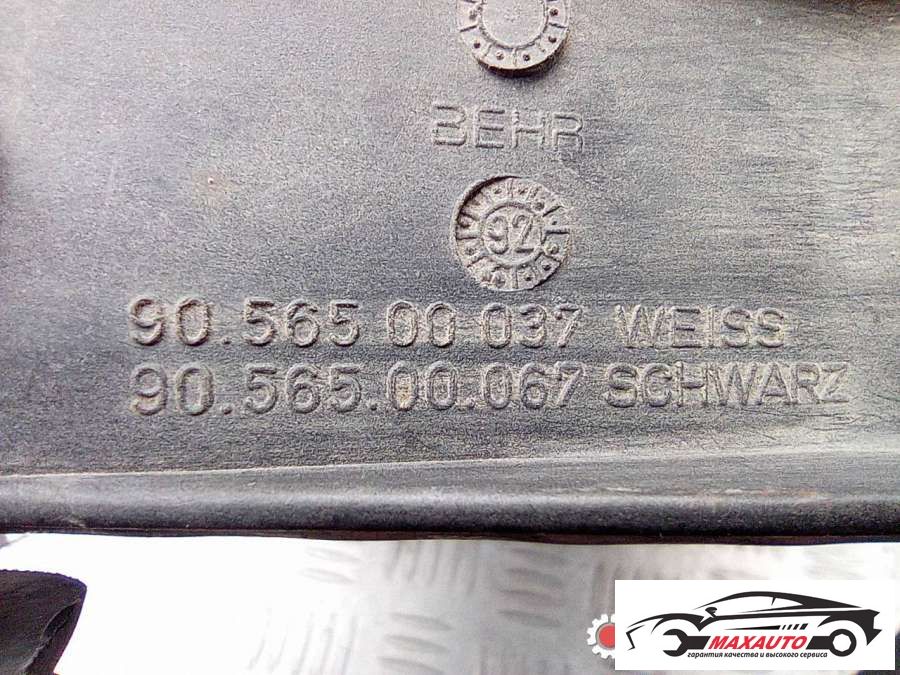 BEHR
92
90.565 00 037 WEISS
90.565.00.067 SCHWARZ
MAXAUTO
гарантия качества и высокого сервиса